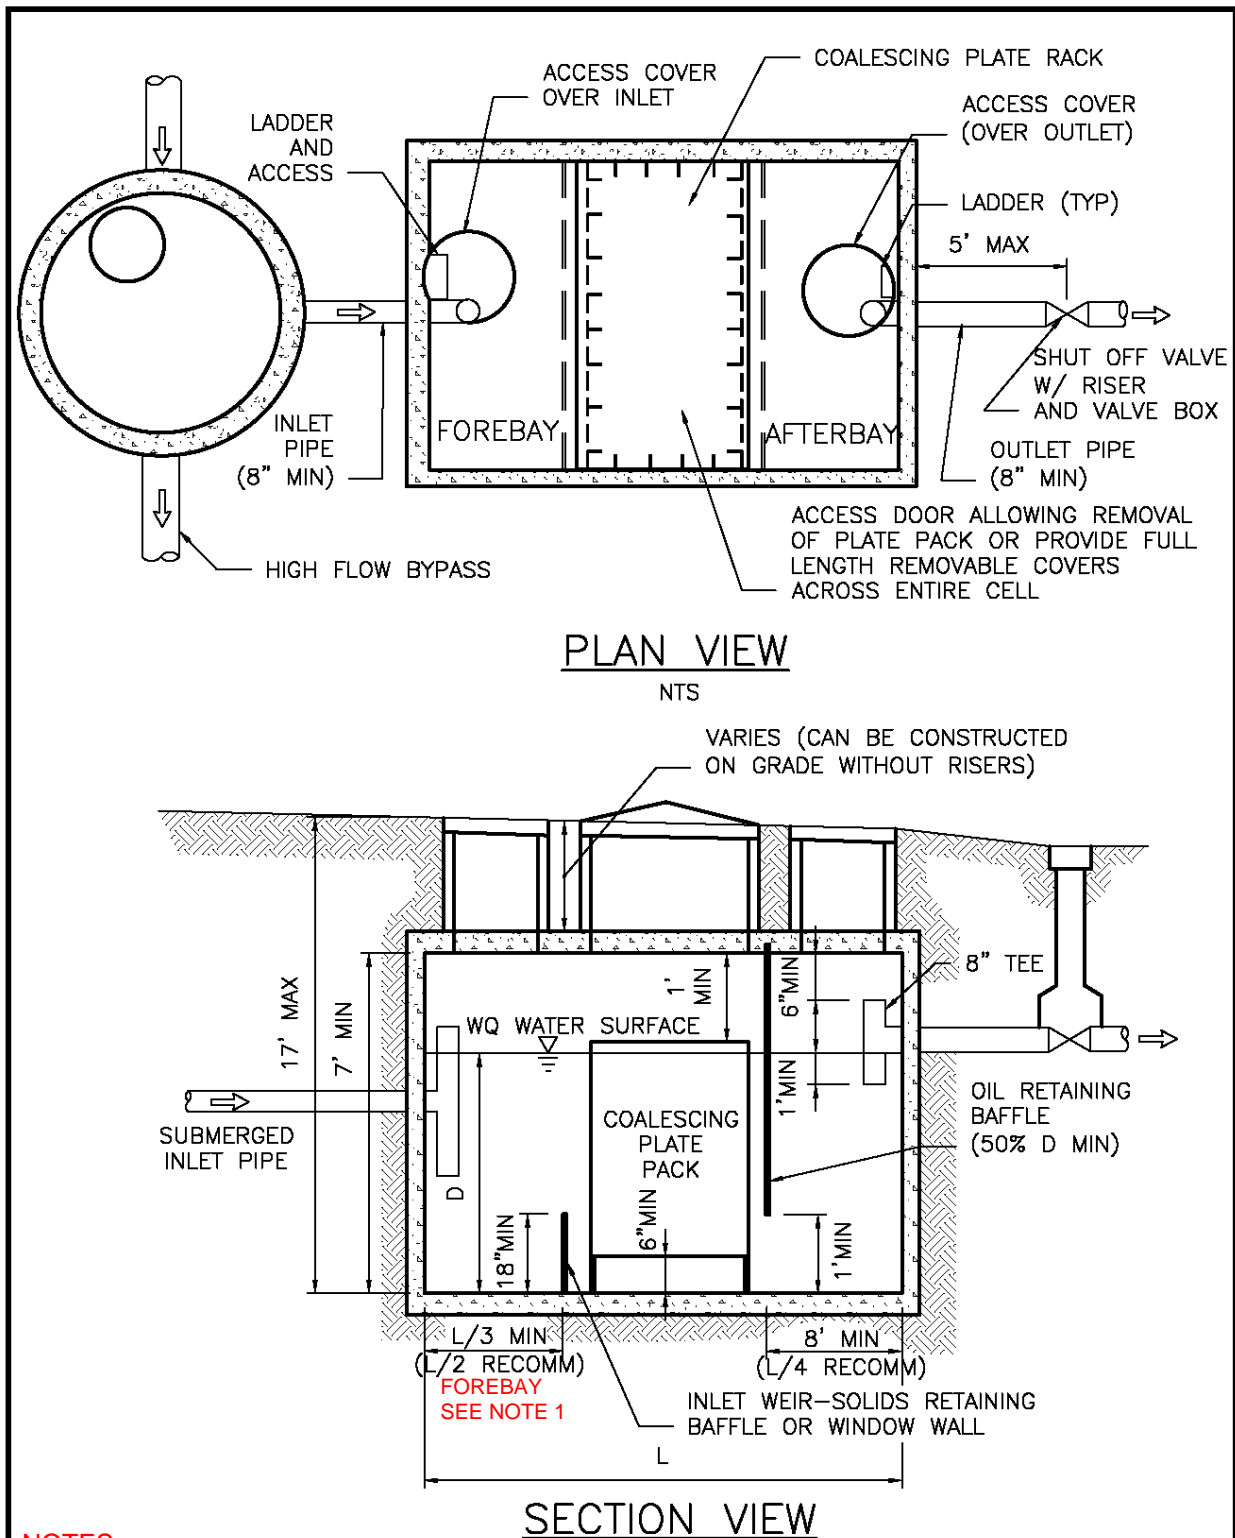 COALESCING PLATE RACK
ACCESS COVER
OVER INLET
ACCESS COVER
(OVER OUTLET)
LADDER
AND
ACCESS
LADDER (TYP)
5' MAX
SHUT OFF VALVE
W/ RISER
AND VALVE BOX
INLET
PIPE
(8" MIN)
FOREBAY
AFTERBAY
OUTLET PIPE
(8" MIN)
HIGH FLOW BYPASS
ACCESS DOOR ALLOWING REMOVAL
OF PLATE PACK OR PROVIDE FULL
LENGTH REMOVABLE COVERS
ACROSS ENTIRE CELL
PLAN VIEW
NTS
VARIES (CAN BE CONSTRUCTED
ON GRADE WITHOUT RISERS)
17' MAX
7' MIN
1'
MIN
6"MIN
8" TEE
WQ WATER SURFACE
1'MIN
SUBMERGED
INLET PIPE
D
COALESCING
PLATE
PACK
OIL RETAINING
BAFFLE
(50% D MIN)
18"MIN
6"MIN
1'MIN
L/3 MIN
(L/2 RECOMM)
8' MIN
(L/4 RECOMM)
FOREBAY
SEE NOTE 1
INLET WEIR-SOLIDS RETAINING
BAFFLE OR WINDOW WALL
L
SECTION VIEW
NOTES